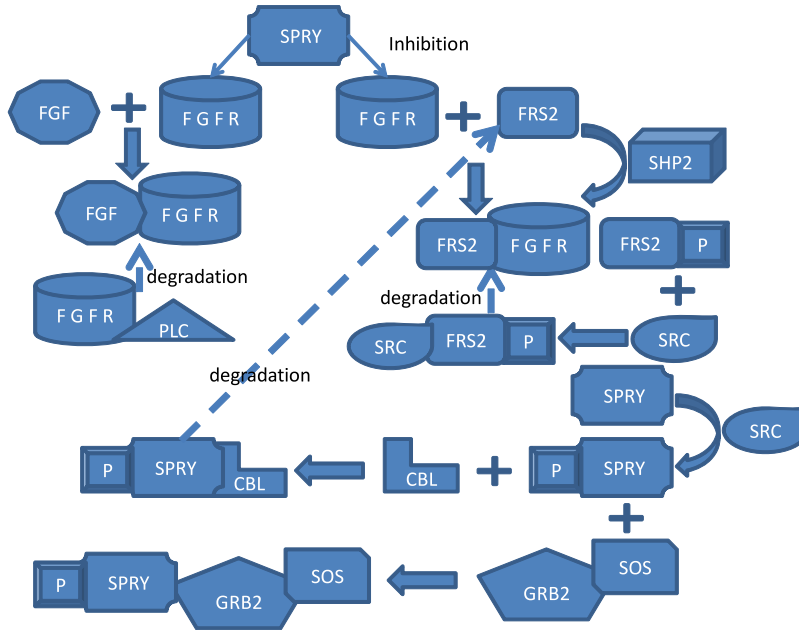 SPRY
Inhibition
FGF
F G F R
F G F R
FRS2
SHP2
FGF
F G F R
FRS2
F G F R
FRS2
P
degradation
F G F R
PLC
degradation
SRC
FRS2
P
SRC
degradation
SPRY
SRC
P
SPRY
CBL
CBL
P
SPRY
P
SPRY
GRB2
SOS
GRB2
SOS